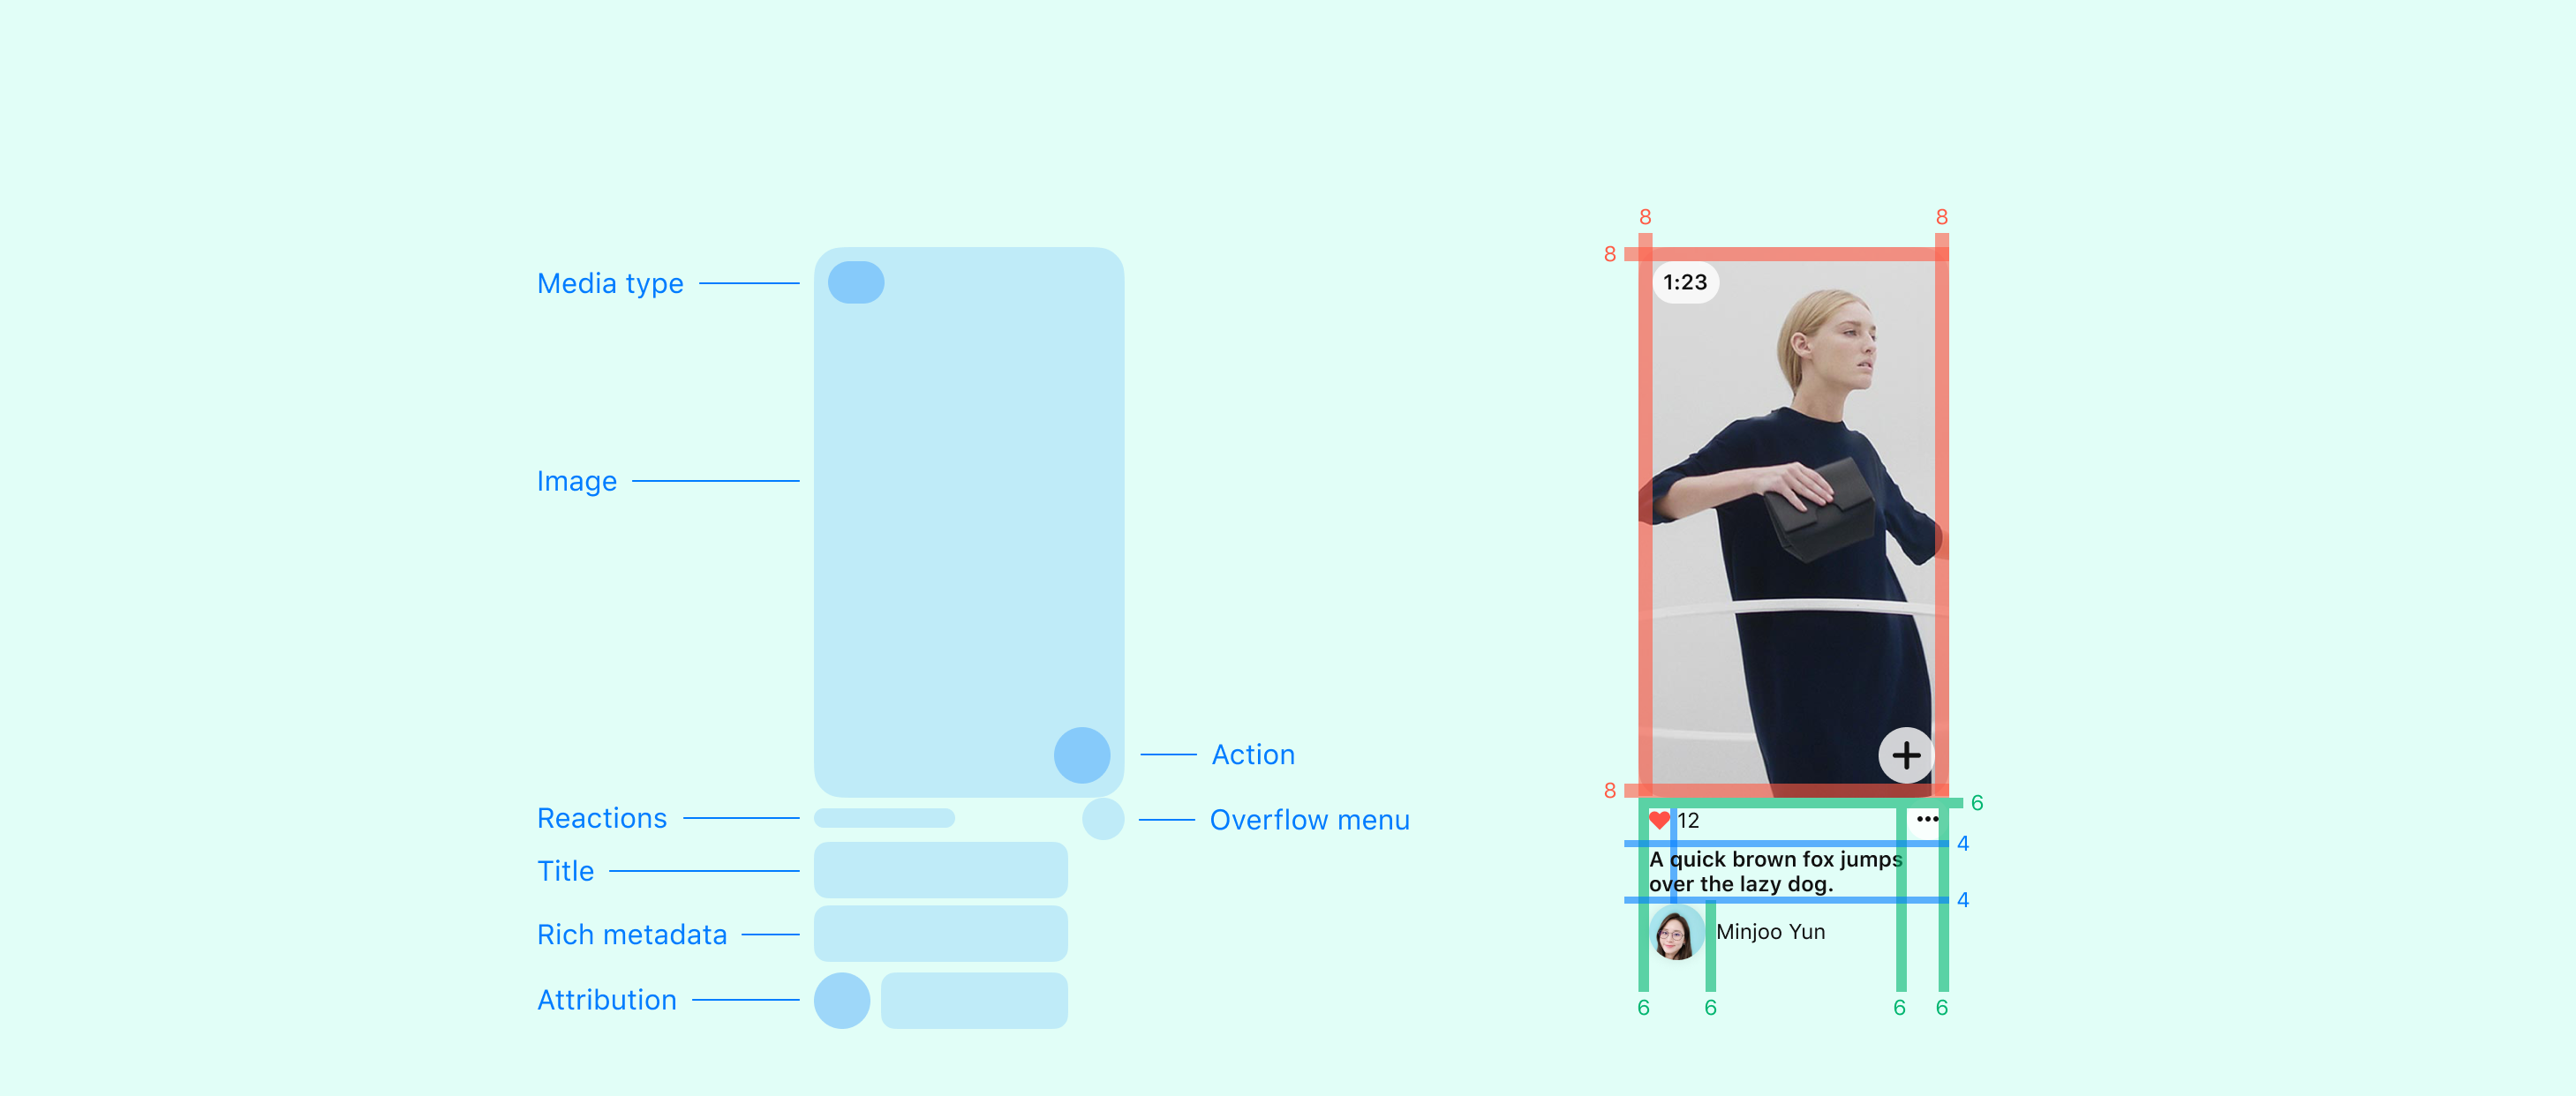 Media type
Image
Action
Reactions
Overflow menu
Title
Rich metadata
Attribution
8
8
8
1:23
8
6
12
4
A quick brown fox jumps
over the lazy dog.
4
Minjoo Yun
6
6
6
6